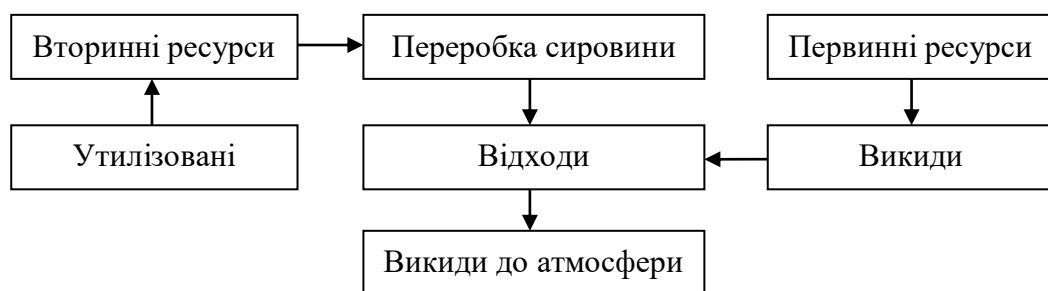 Вторинні ресурси
Переробка сировини
Первинні ресурси
Утилізовані
Відходи
Викиди
Викиди до атмосфери